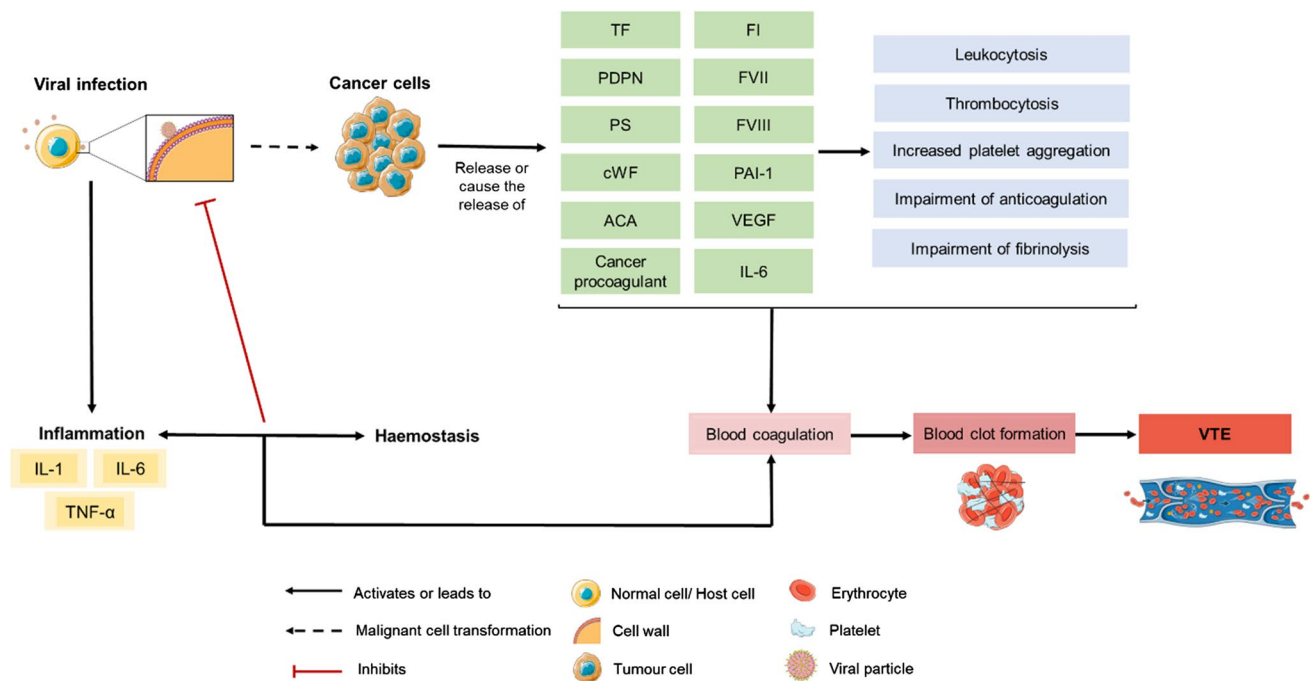 Viral infection
Cancer cells
Release or
cause the
release of
TF
FI
PDPN
FVII
PS
FVIII
cWF
PAI-1
ACA
VEGF
Cancer
procoagulant
IL-6
Leukocytosis
Thrombocytosis
Increased platelet aggregation
Impairment of anticoagulation
Impairment of fibrinolysis
Inflammation
IL-1
IL-6
TNF-α
Haemostasis
Blood coagulation
Blood clot formation
VTE
Activates or leads to
Normal cell/ Host cell
Erythrocyte
Malignant cell transformation
Cell wall
Platelet
Inhibits
Tumour cell
Viral particle